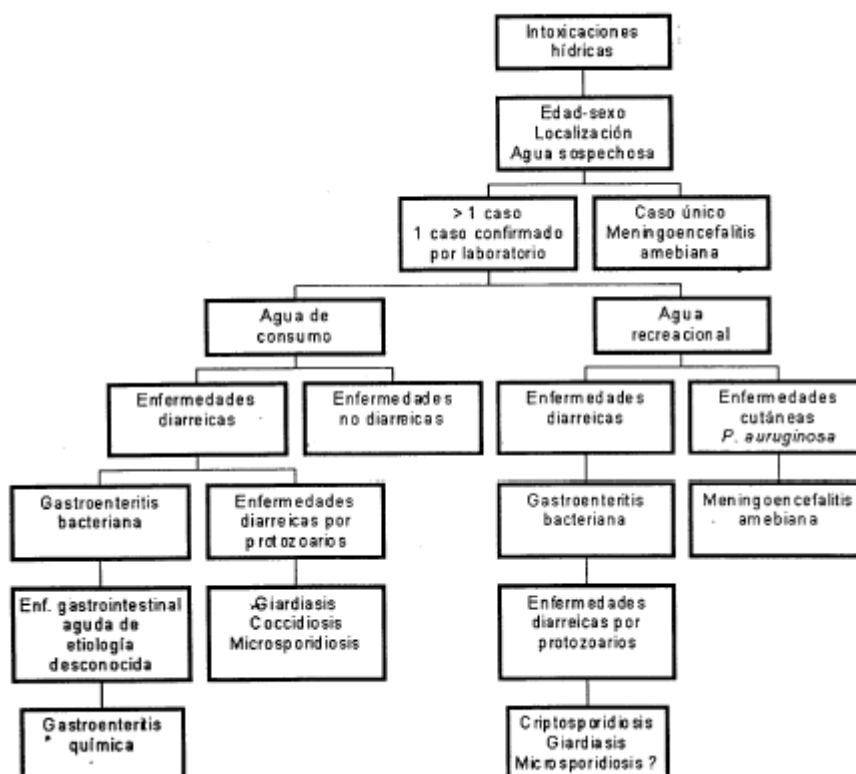 Intoxicaciones
hídricas
Edad-sexo
Localización
Agua sospechosa
> 1 caso
1 caso confirmado
por laboratorio
Caso único
Meningoencefalitis
amebiana
Agua de
consumo
Agua
recreacional
Enfermedades
diarreicas
Enfermedades
no diarreicas
Enfermedades
diarreicas
Enfermedades
cutáneas
P. auruginosa
Gastroenteritis
bacteriana
Enfermedades
diarreicas por
protozoarios
Gastroenteritis
bacteriana
Meningoencefalitis
amebiana
Enf. gastrointestinal
aguda de
etiología
desconocida
Giardiasis
Coccidiosis
Microsporidiosis
Enfermedades
diarreicas por
protozoarios
Gastroenteritis
química
Criptosporidiosis
Giardiasis
Microsporidiosis ?